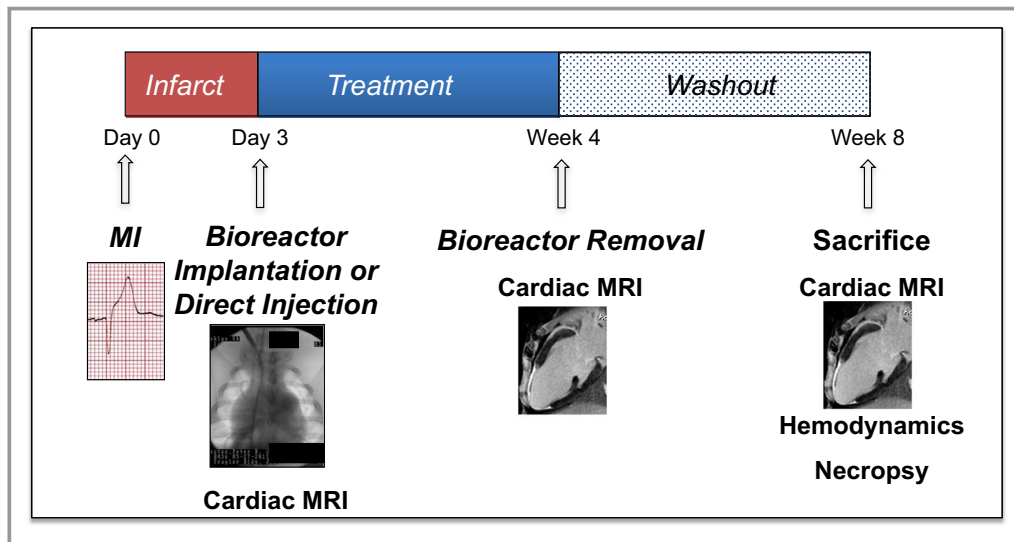 Infarct
Treatment
Washout
Day 0
Day 3
Week 4
Week 8
MI
Bioreactor
Implantation or
Direct Injection
Cardiac MRI
Bioreactor Removal
Cardiac MRI
Sacrifice
Cardiac MRI
Hemodynamics
Necropsy